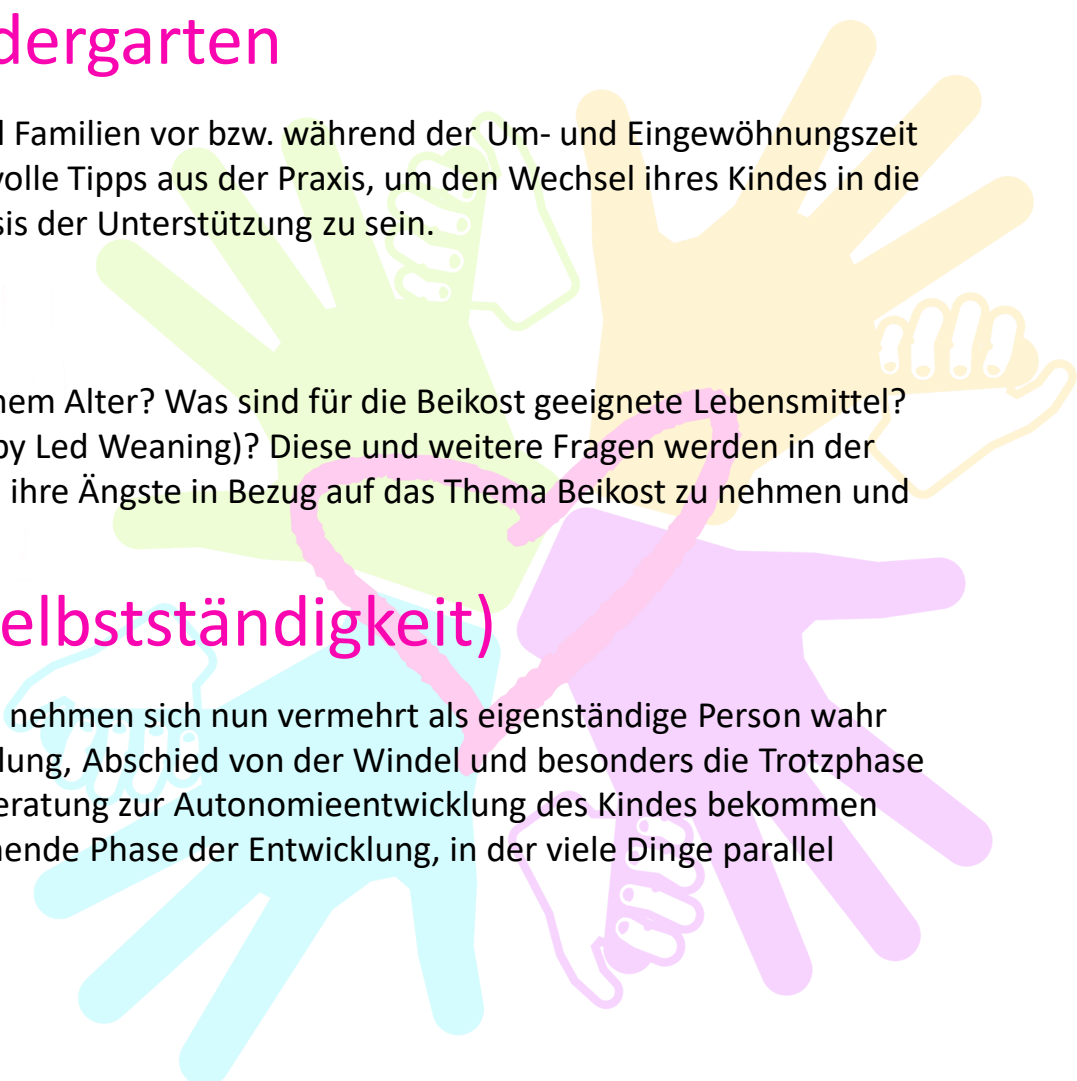 dergarten
Familien vor bzw. während der Um- und Eingewöhnungszeit
volle Tipps aus der Praxis, um den Wechsel ihres Kindes in die
sis der Unterstützung zu sein.
nem Alter? Was sind für die Beikost geeignete Lebensmittel?
by Led Weaning)? Diese und weitere Fragen werden in der
ihre Ängste in Bezug auf das Thema Beikost zu nehmen und
elbstständigkeit)
nehmen sich nun vermehrt als eigenständige Person wahr
lung, Abschied von der Windel und besonders die Trotzphase
eratung zur Autonomieentwicklung des Kindes bekommen
nende Phase der Entwicklung, in der viele Dinge parallel